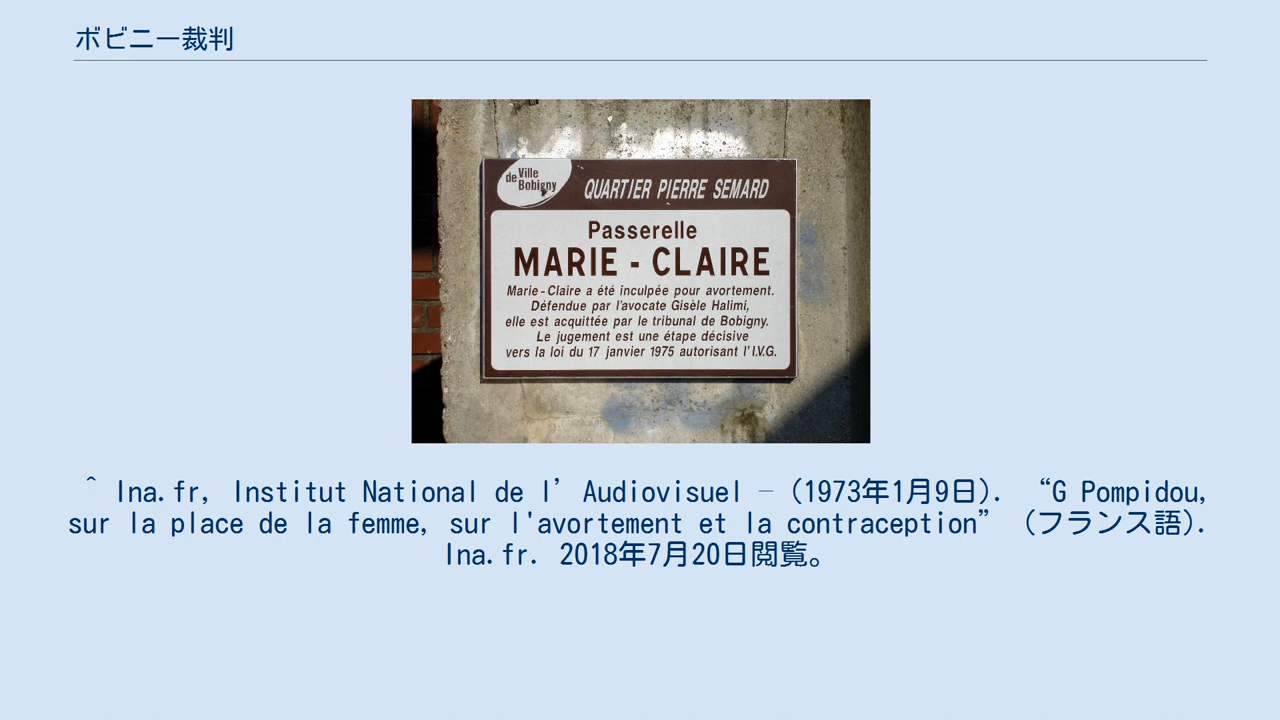 ボビニー裁判
de Ville
Bobigny
QUARTIER PIERRE SEMARD
Passerelle
MARIE - CLAIRE
Marie-Claire a été inculpée pour avortement.
Défendue par l'avocate Gisèle Halimi,
elle est acquittée par le tribunal de Bobigny.
Le jugement est une étape décisive
vers la loi du 17 janvier 1975 autorisant l'I.V.G.
^ Ina.fr, Institut National de l’Audiovisuel – (1973年1月9日). “G Pompidou,
sur la place de la femme, sur l'avortement et la contraception” (フランス語).
Ina.fr. 2018年7月20日閲覧。